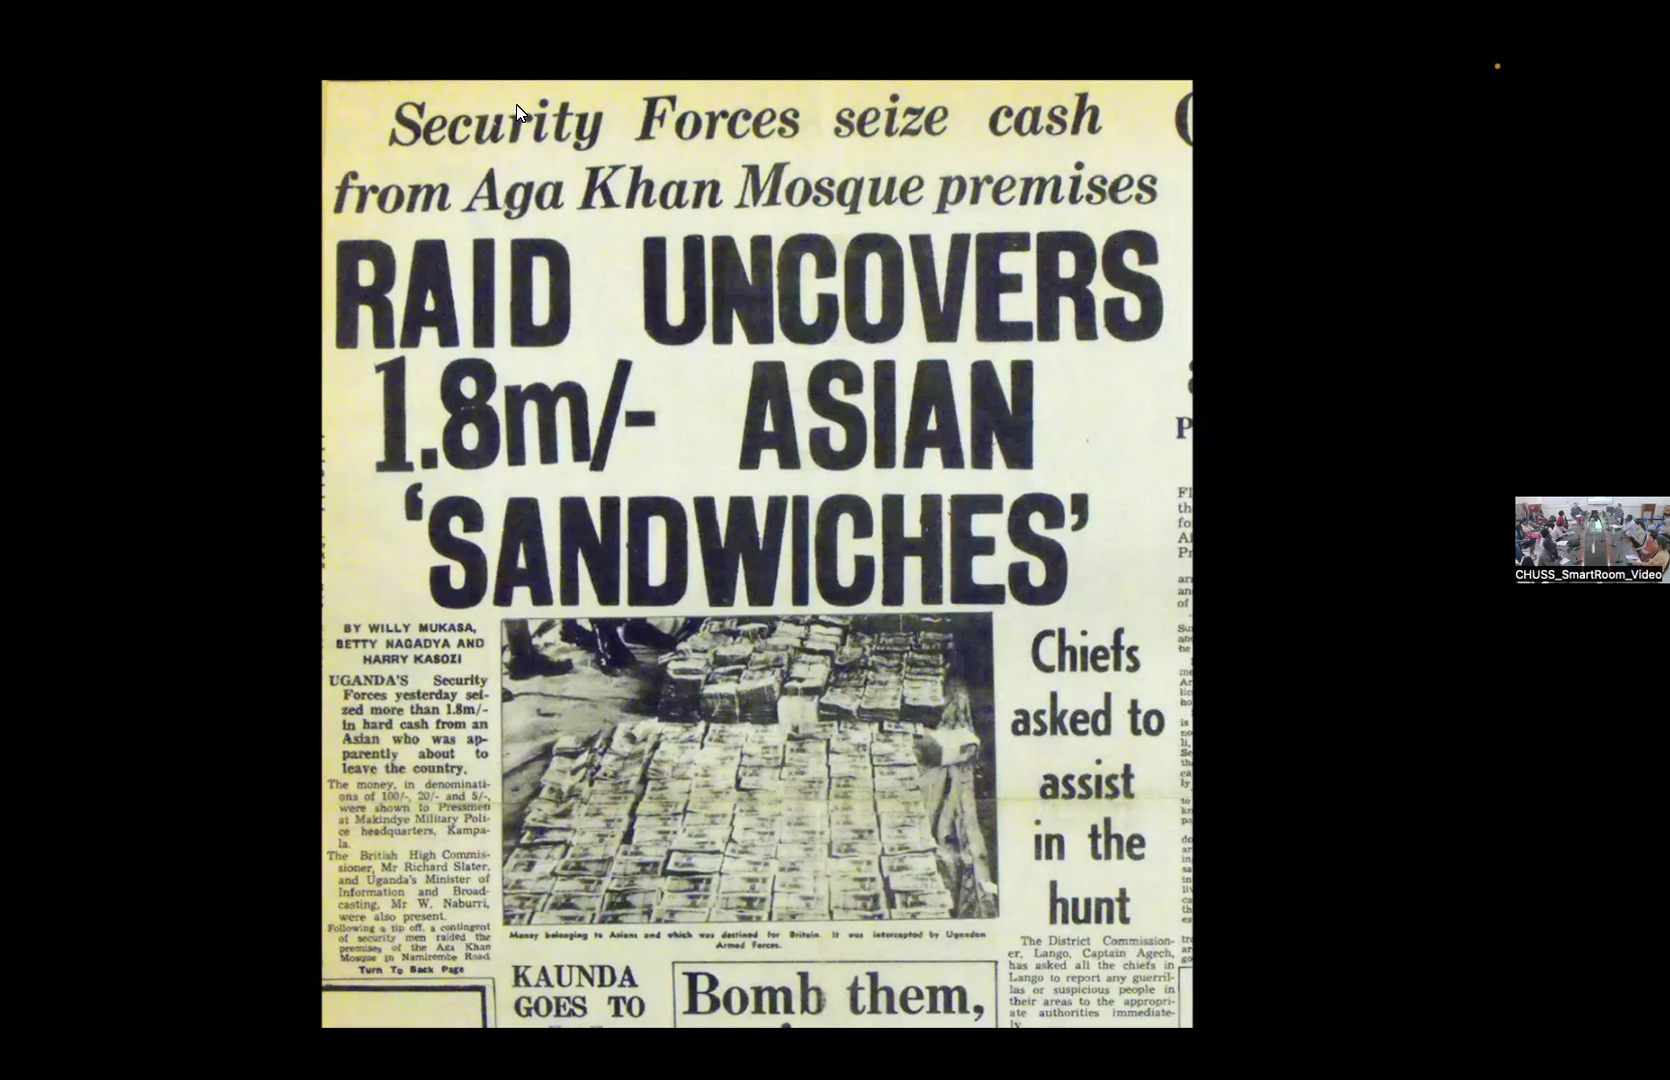 Security Forces seize cash
from Aga Khan Mosque premises
RAID UNCOVERS
1.8m/- ASIAN
‘SANDWICHES’
BY WILLY MUKASA,
BETTY NAGADYA AND
HARRY KASOZI
UGANDA'S Security
Forces yesterday sei-
zed more than 1.8m/-
in hard cash from an
Asian who was ap-
parently about to
leave the country.
The money, in denominati-
ons of 100/-, 20/- and 5/-,
were shown to Pressmen
at Makindye Military Poli-
ce headquarters, Kampa-
la.
The British High Commis-
sioner, Mr Richard Slater,
and Uganda's Minister of
Information and Broad-
casting, Mr W. Naburri,
were also present.
Following a tip off, a contingent
of security men raided the
premises of the Aga Khan
Mosque in Namirembe Road.
Turn To Back Page
Money belonging to Asians and which was destined for Britain. It was intercepted by Ugandan
Armed Forces.
KAUNDA
GOES TO
Bomb them,
Chiefs
asked to
assist
in the
hunt
The District Commission-
er, Lango, Captain Agech,
has asked all the chiefs in
Lango to report any guerril-
las or suspicious people in
their areas to the appropri-
ate authorities immediate-
ly.
CHUSS_SmartRoom_Video